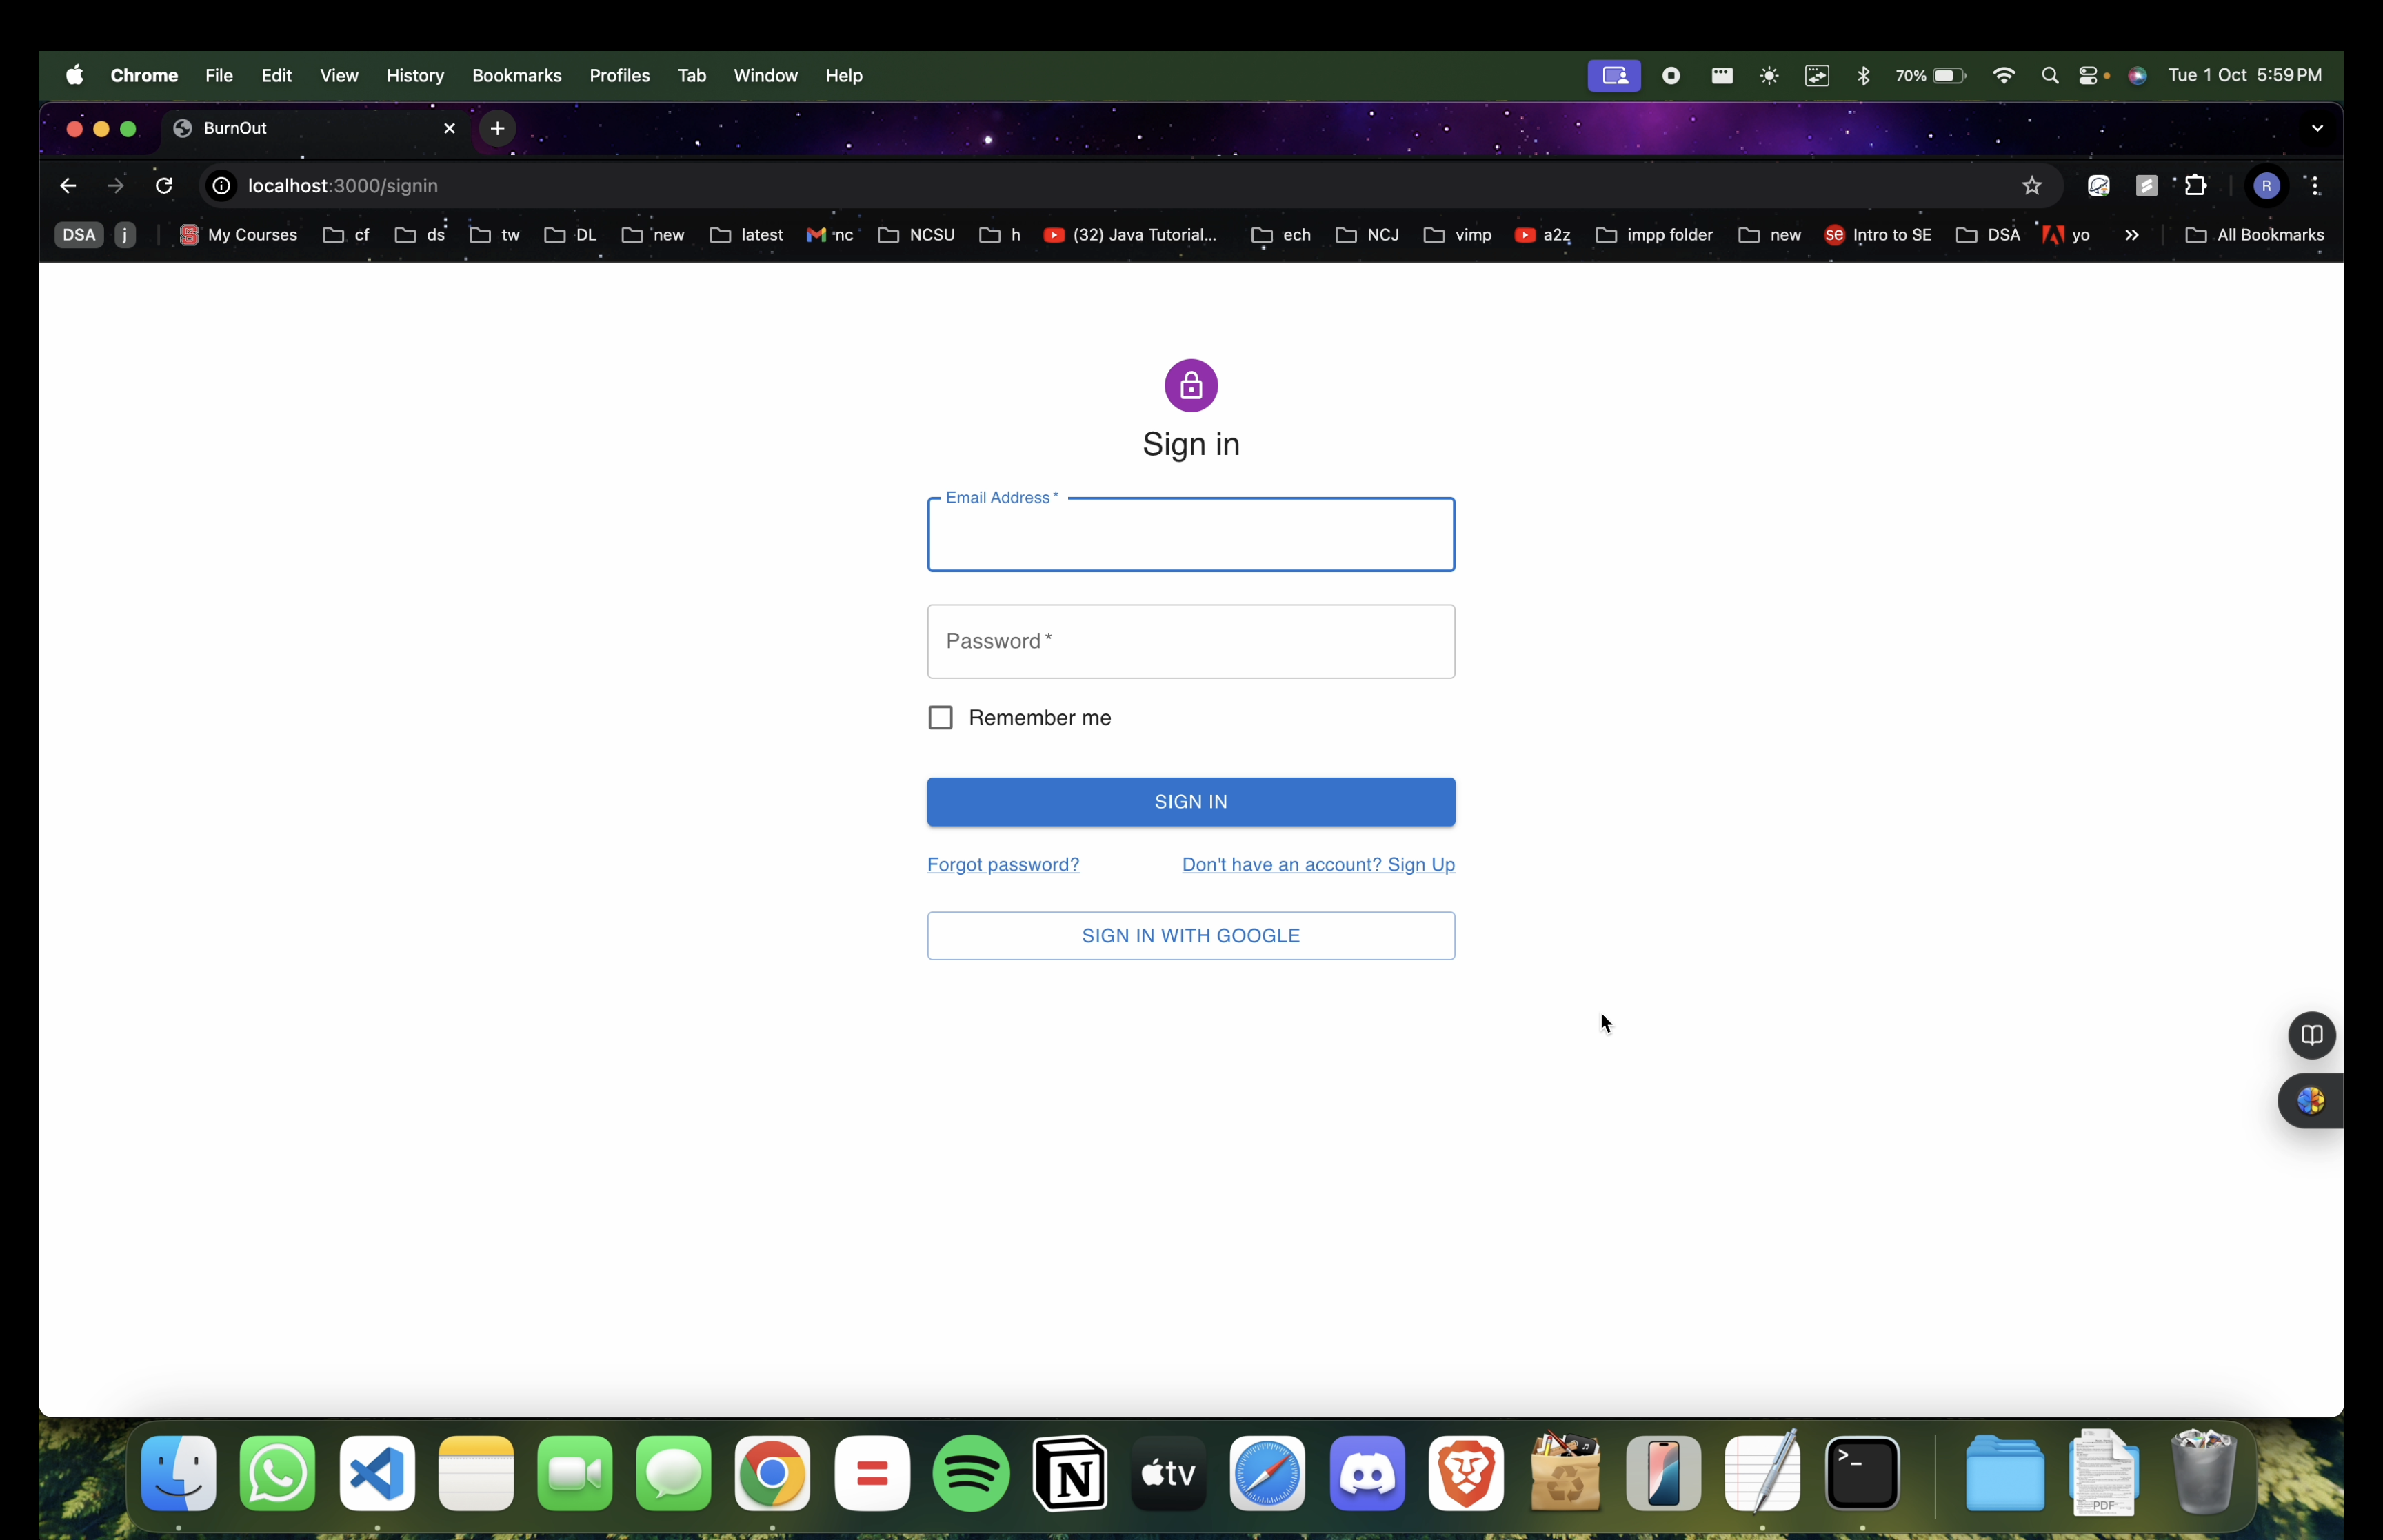 Chrome File Edit View History Bookmarks Profiles Tab Window Help 70% Tue 1 Oct 5:59 PM
BurnOut
localhost:3000/signin R
DSA j My Courses cf ds tw DL new latest nc NCSU h (32) Java Tutorial... ech NCJ vimp a2z impp folder new se Intro to SE DSA yo » All Bookmarks
Sign in
Email Address *
Password *
Remember me
SIGN IN
Forgot password? Don't have an account? Sign Up
SIGN IN WITH GOOGLE
N tv >_ PDF